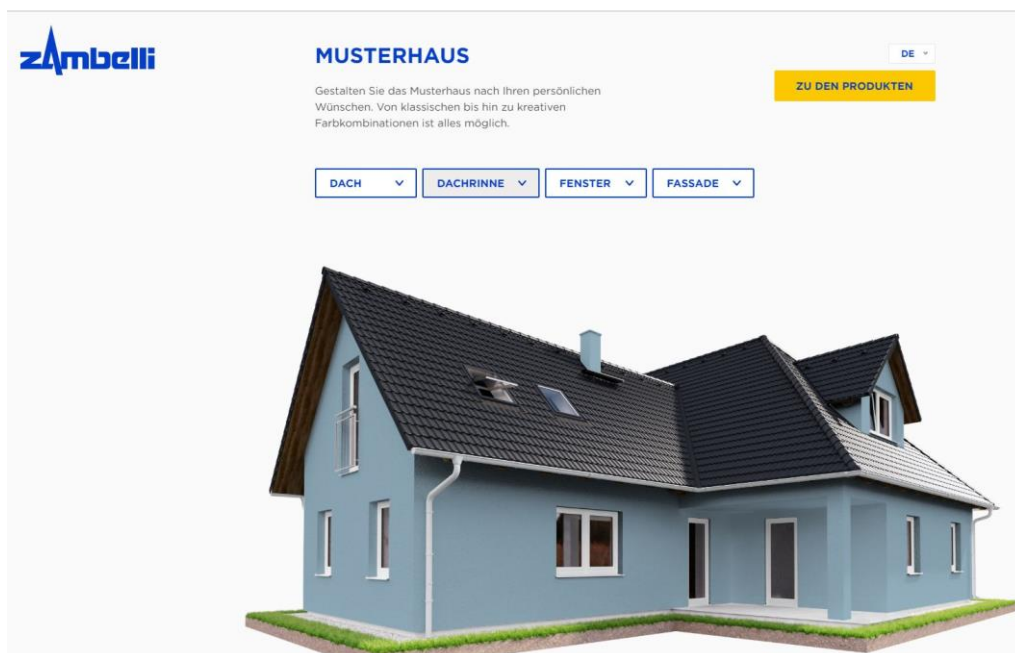 zambelli
MUSTERHAUS
DE
ZU DEN PRODUKTEN
Gestalten Sie das Musterhaus nach Ihren persönlichen
Wünschen. Von klassischen bis hin zu kreativen
Farbkombinationen ist alles möglich.
DACH
DACHRINNE
FENSTER
FASSADE